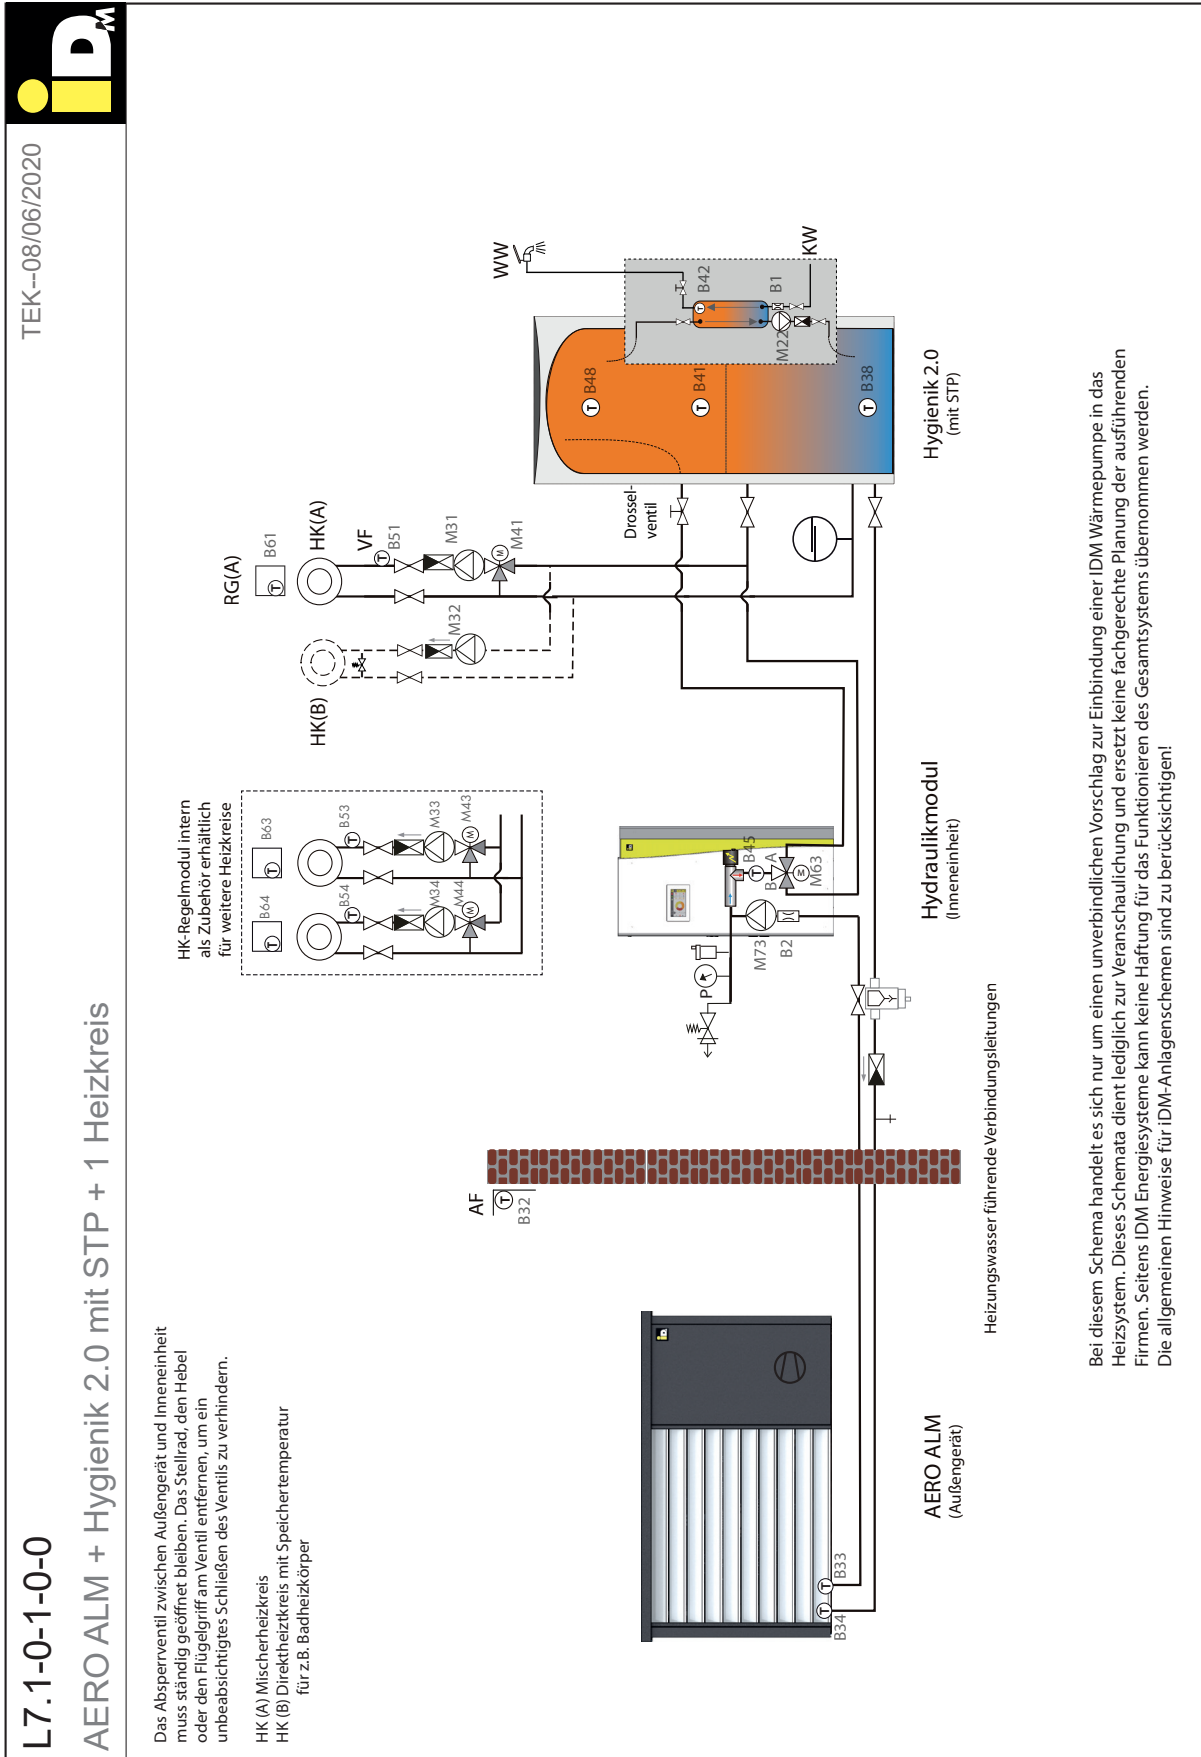 L7.1-0-1-0-0
TEK--08/06/2020
iDM
AERO ALM + Hygienik 2.0 mit STP + 1 Heizkreis
Das Absperrventil zwischen Außengerät und Inneneinheit
muss ständig geöffnet bleiben. Das Stellrad, den Hebel
oder den Flügelgriff am Ventil entfernen, um ein
unbeabsichtigtes Schließen des Ventils zu verhindern.
HK (A) Mischerheizkreis
HK (B) Direktheiztkreis mit Speichertemperatur
für z.B. Badheizkörper
HK-Regelmodul intern
als Zubehör erhältlich
für weitere Heizkreise
B64
T
B63
T
B54
T
B53
T
M34
M33
M44
M
M43
M
RG(A)
B61
T
HK(B)
HK(A)
VF
T
B51
M32
M31
M41
M
WW
KW
Drossel-
ventil
T
B48
T
B41
T
B38
T
B42
B1
M22
Hygienik 2.0
(mit STP)
AF
T
B32
P
M73
B2
B45
T
B
A
M
M63
Hydraulikmodul
(Inneneinheit)
B34
T
B33
T
AERO ALM
(Außengerät)
Heizungswasser führende Verbindungsleitungen
Bei diesem Schema handelt es sich nur um einen unverbindlichen Vorschlag zur Einbindung einer IDM Wärmepumpe in das
Heizsystem. Dieses Schemata dient lediglich zur Veranschaulichung und ersetzt keine fachgerechte Planung der ausführenden
Firmen. Seitens IDM Energiesysteme kann keine Haftung für das Funktionieren des Gesamtsystems übernommen werden.
Die allgemeinen Hinweise für iDM-Anlagenschemen sind zu berücksichtigen!